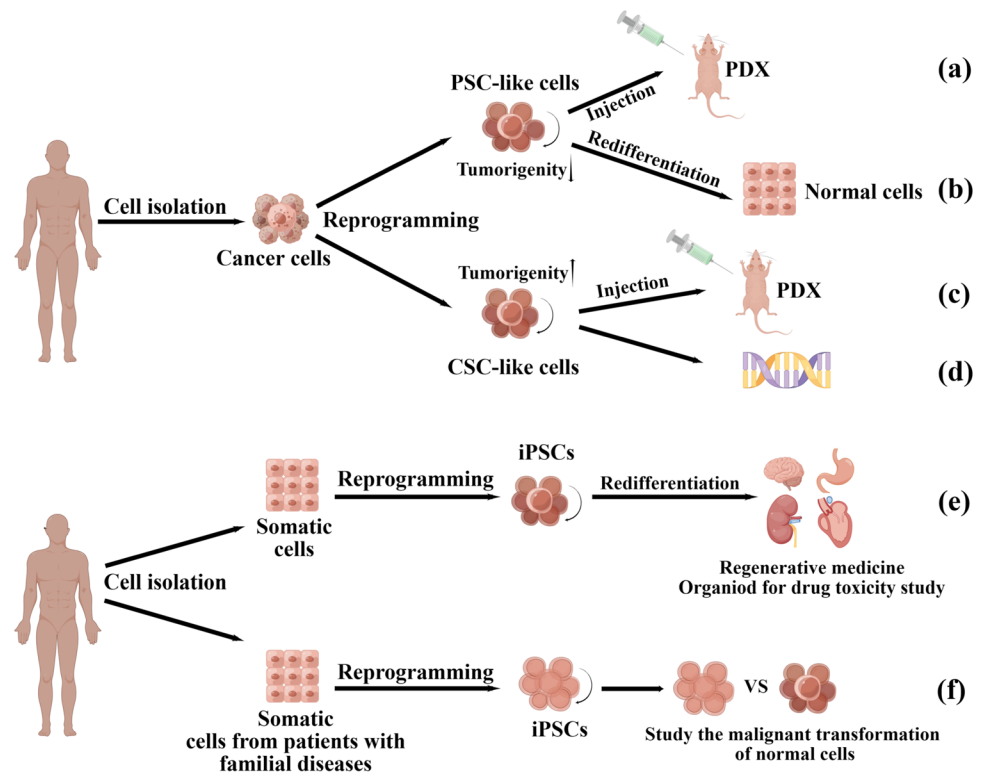 PDX
(a)
PSC-like cells
Injection
Tumorigenity
Redifferentiation
Normal cells
(b)
Cell isolation
Reprogramming
Cancer cells
Tumorigenity
Injection
PDX
(c)
CSC-like cells
(d)
iPSCs
Reprogramming
Redifferentiation
(e)
Somatic
cells
Regenerative medicine
Organiod for drug toxicity study
Cell isolation
Reprogramming
VS
(f)
iPSCs
Somatic
cells from patients with
familial diseases
Study the malignant transformation
of normal cells